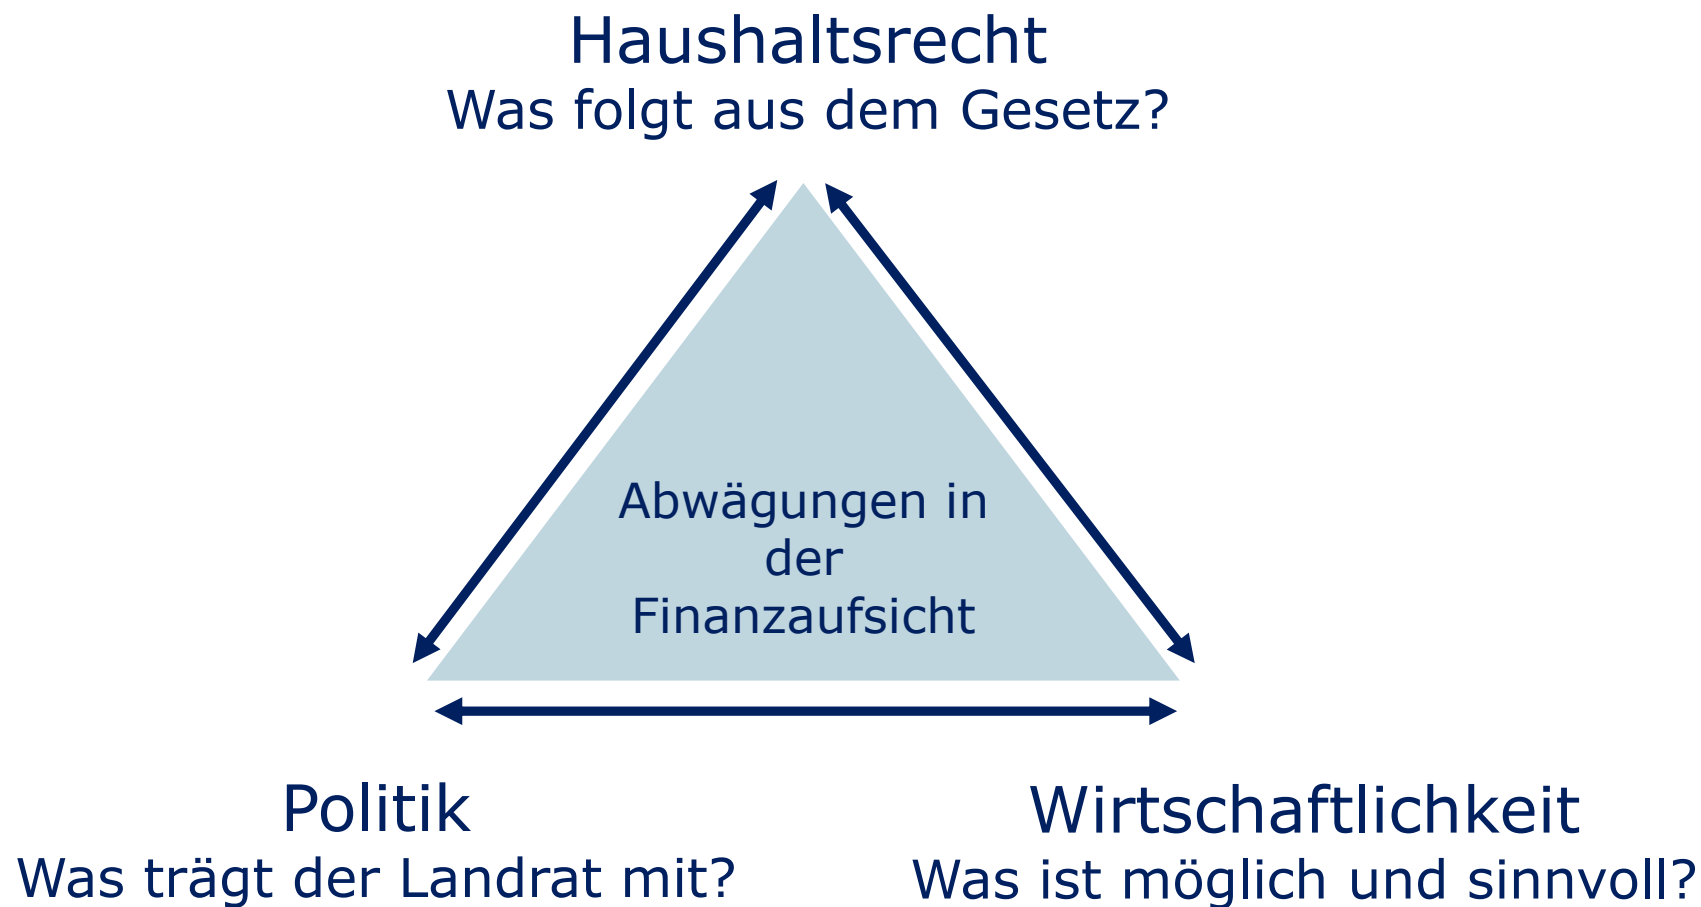 Haushaltsrecht
Was folgt aus dem Gesetz?
Abwägungen in
der
Finanzaufsicht
Politik
Was trägt der Landrat mit?
Wirtschaftlichkeit
Was ist möglich und sinnvoll?